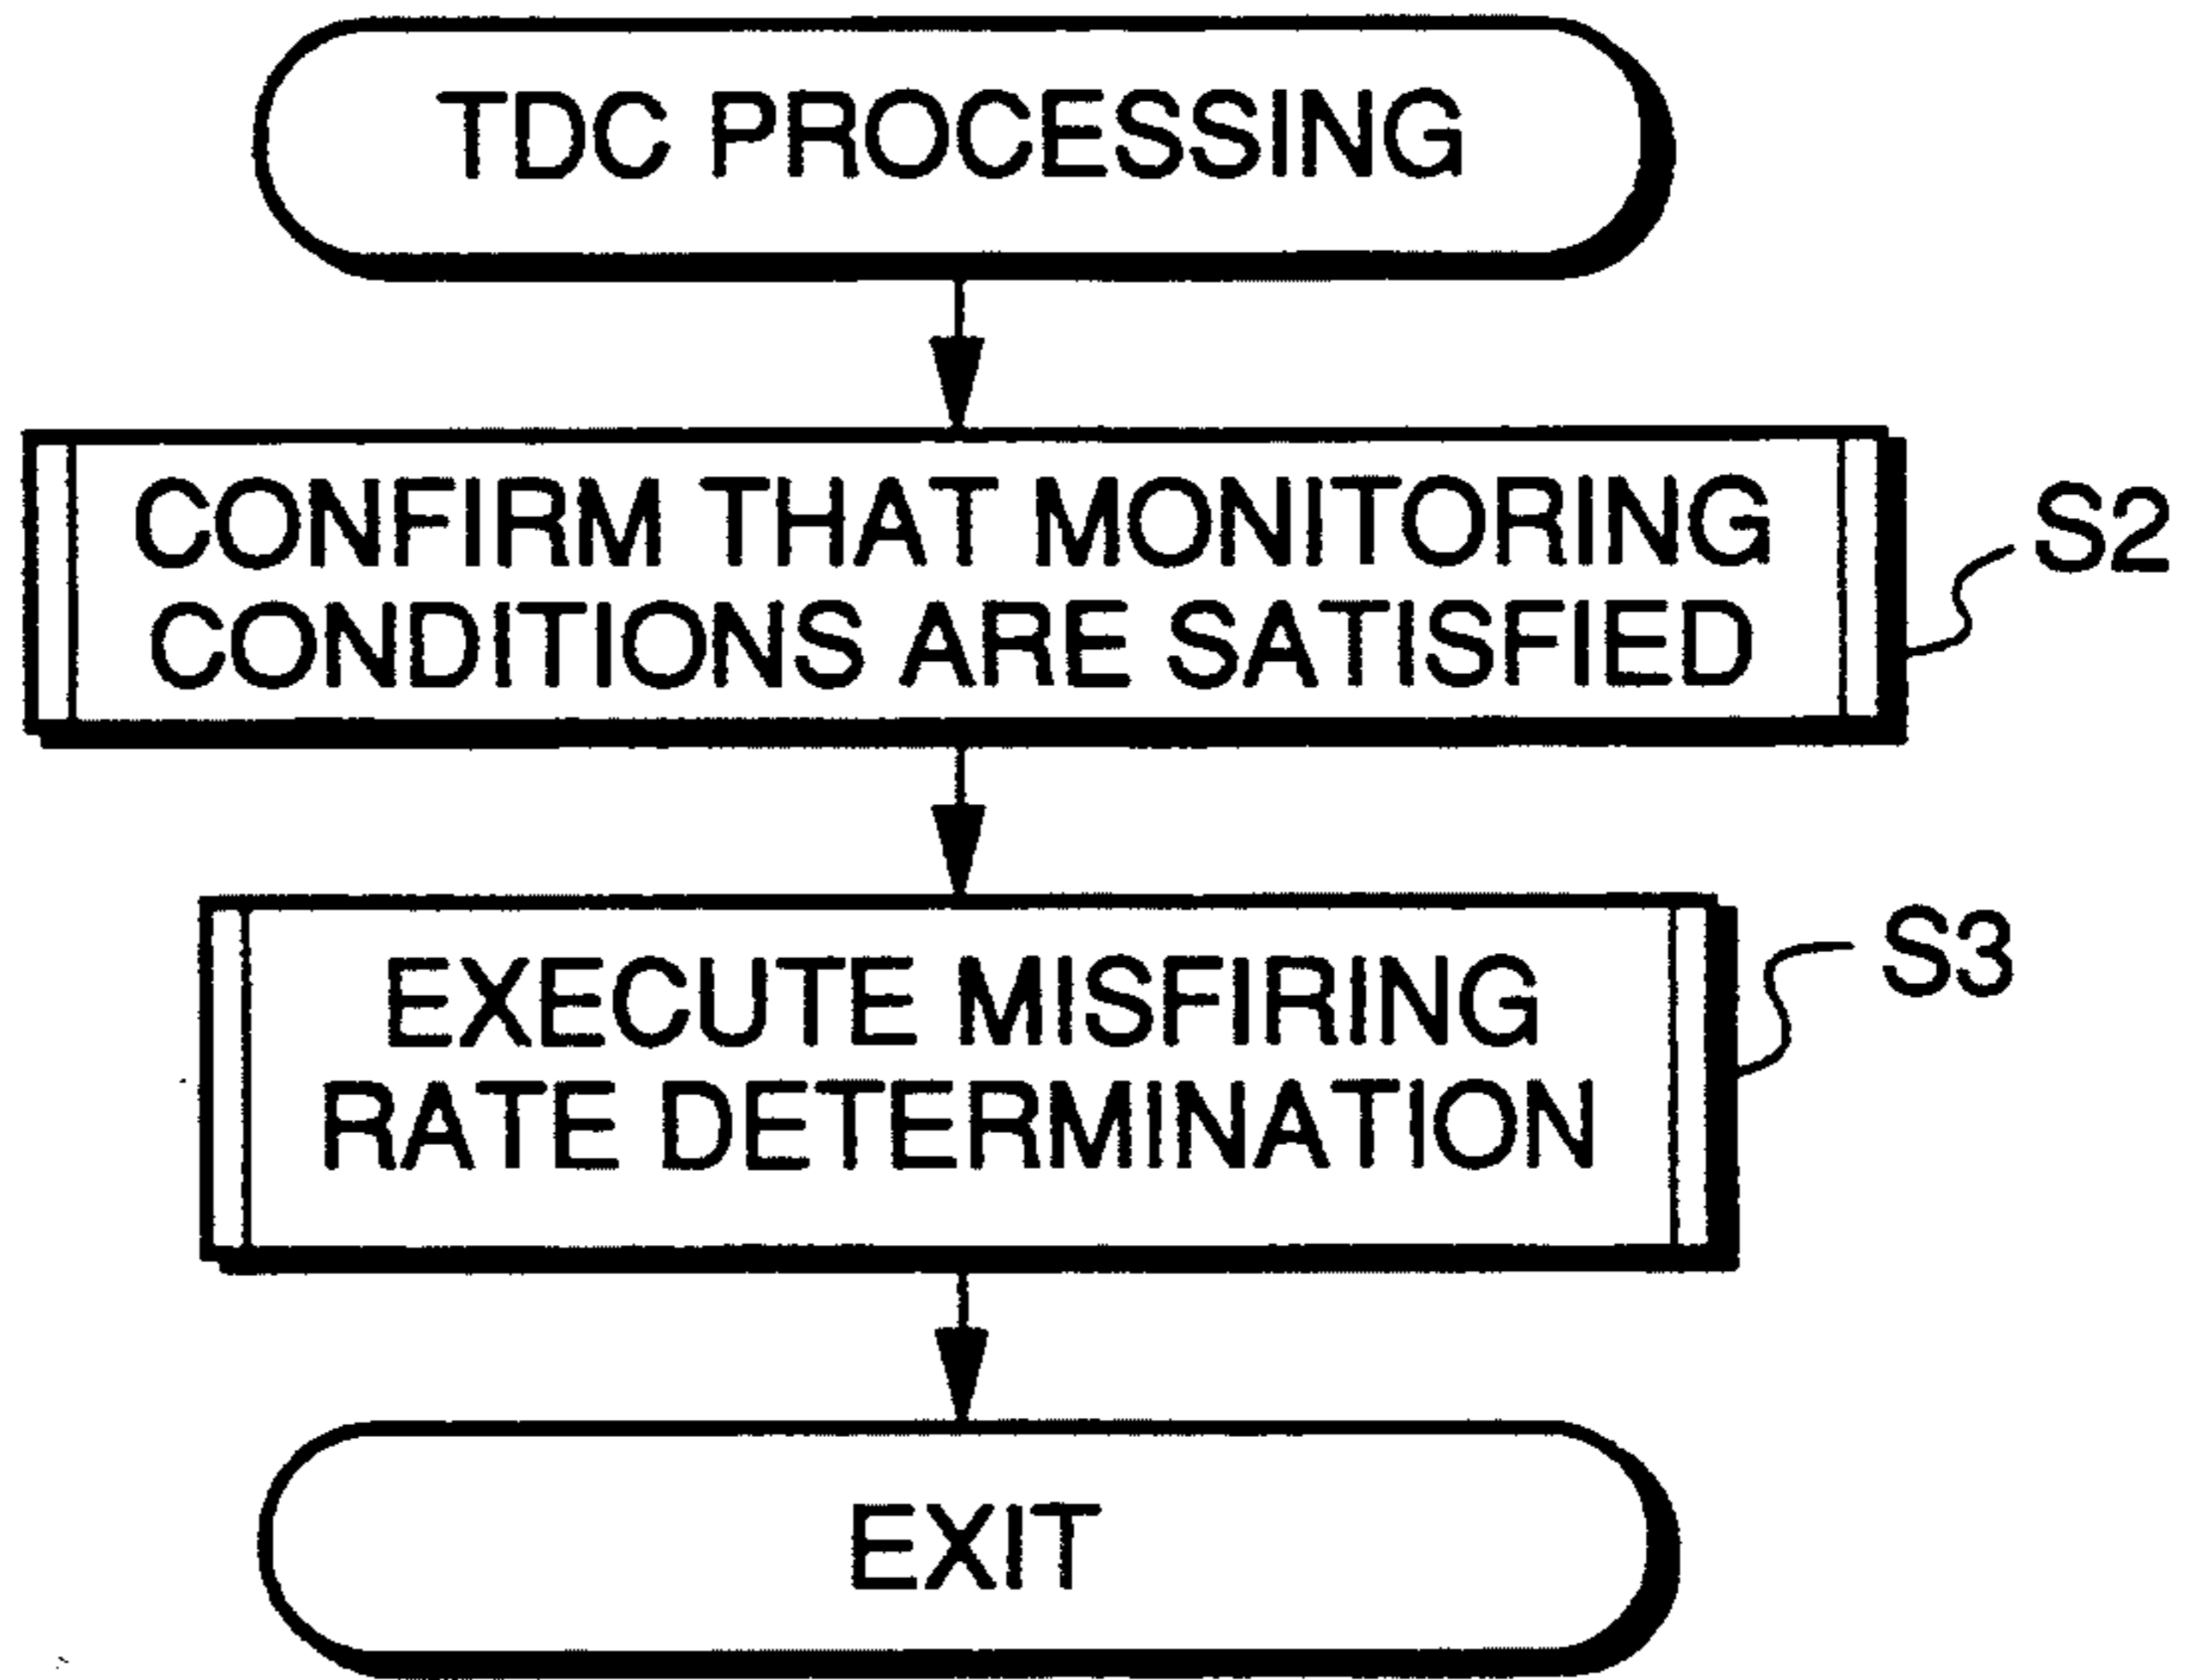 TDC PROCESSING
CONFIRM THAT MONITORING
CONDITIONS ARE SATISFIED
S2
EXECUTE MISFIRING
RATE DETERMINATION
S3
EXIT